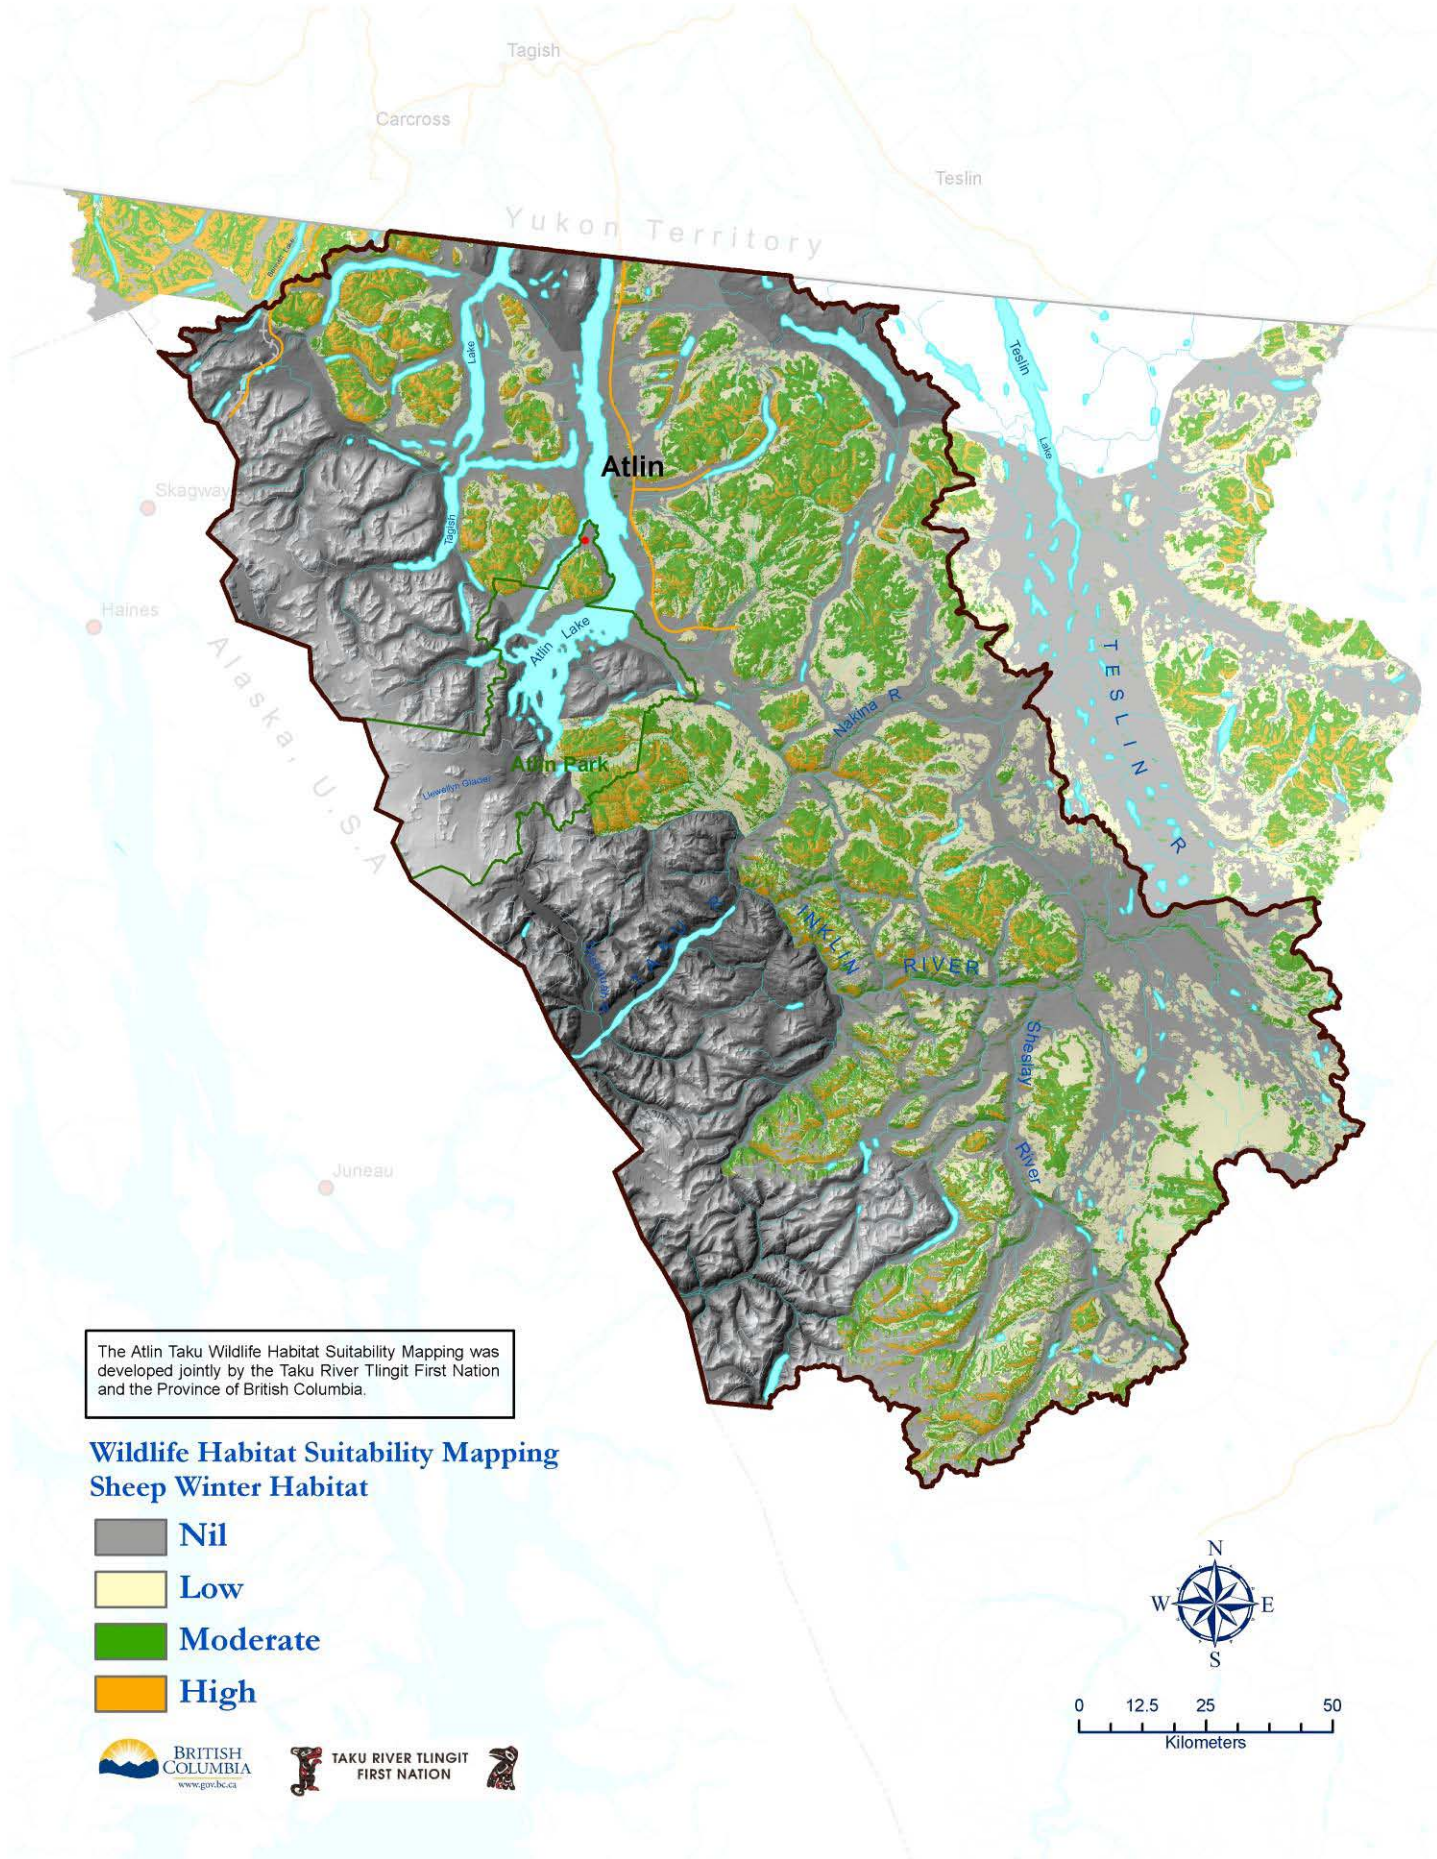 Tagish
Carcross
Teslin
Yukon Territory
Bennett Lake
Teslin
Lake
Lake
Atlin
Skagway
Tagish
Haines
Atlin Lake
Alaska, U.S.A
TESLIN R
Nakina R
Atlin Park
Llewellyn Glacier
INKLIN
RIVER
TAKU R
Sheslay
River
Juneau
The Atlin Taku Wildlife Habitat Suitability Mapping was
developed jointly by the Taku River Tlingit First Nation
and the Province of British Columbia.
Wildlife Habitat Suitability Mapping
Sheep Winter Habitat
Nil
Low
Moderate
High
N
W E
S
0 12.5 25 50
Kilometers
BRITISH
COLUMBIA
www.gov.bc.ca
TAKU RIVER TLINGIT
FIRST NATION